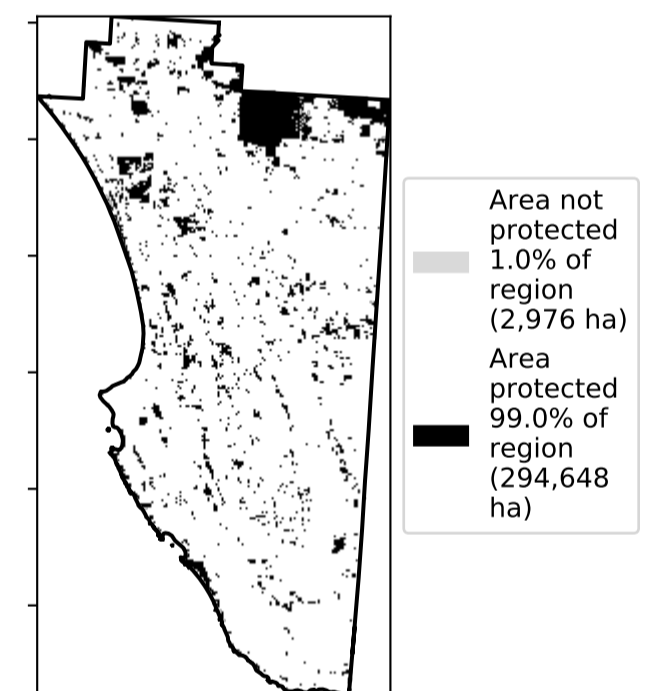 Area not
protected
1.0% of
region
(2,976 ha)
Area
protected
99.0% of
region
(294,648
ha)